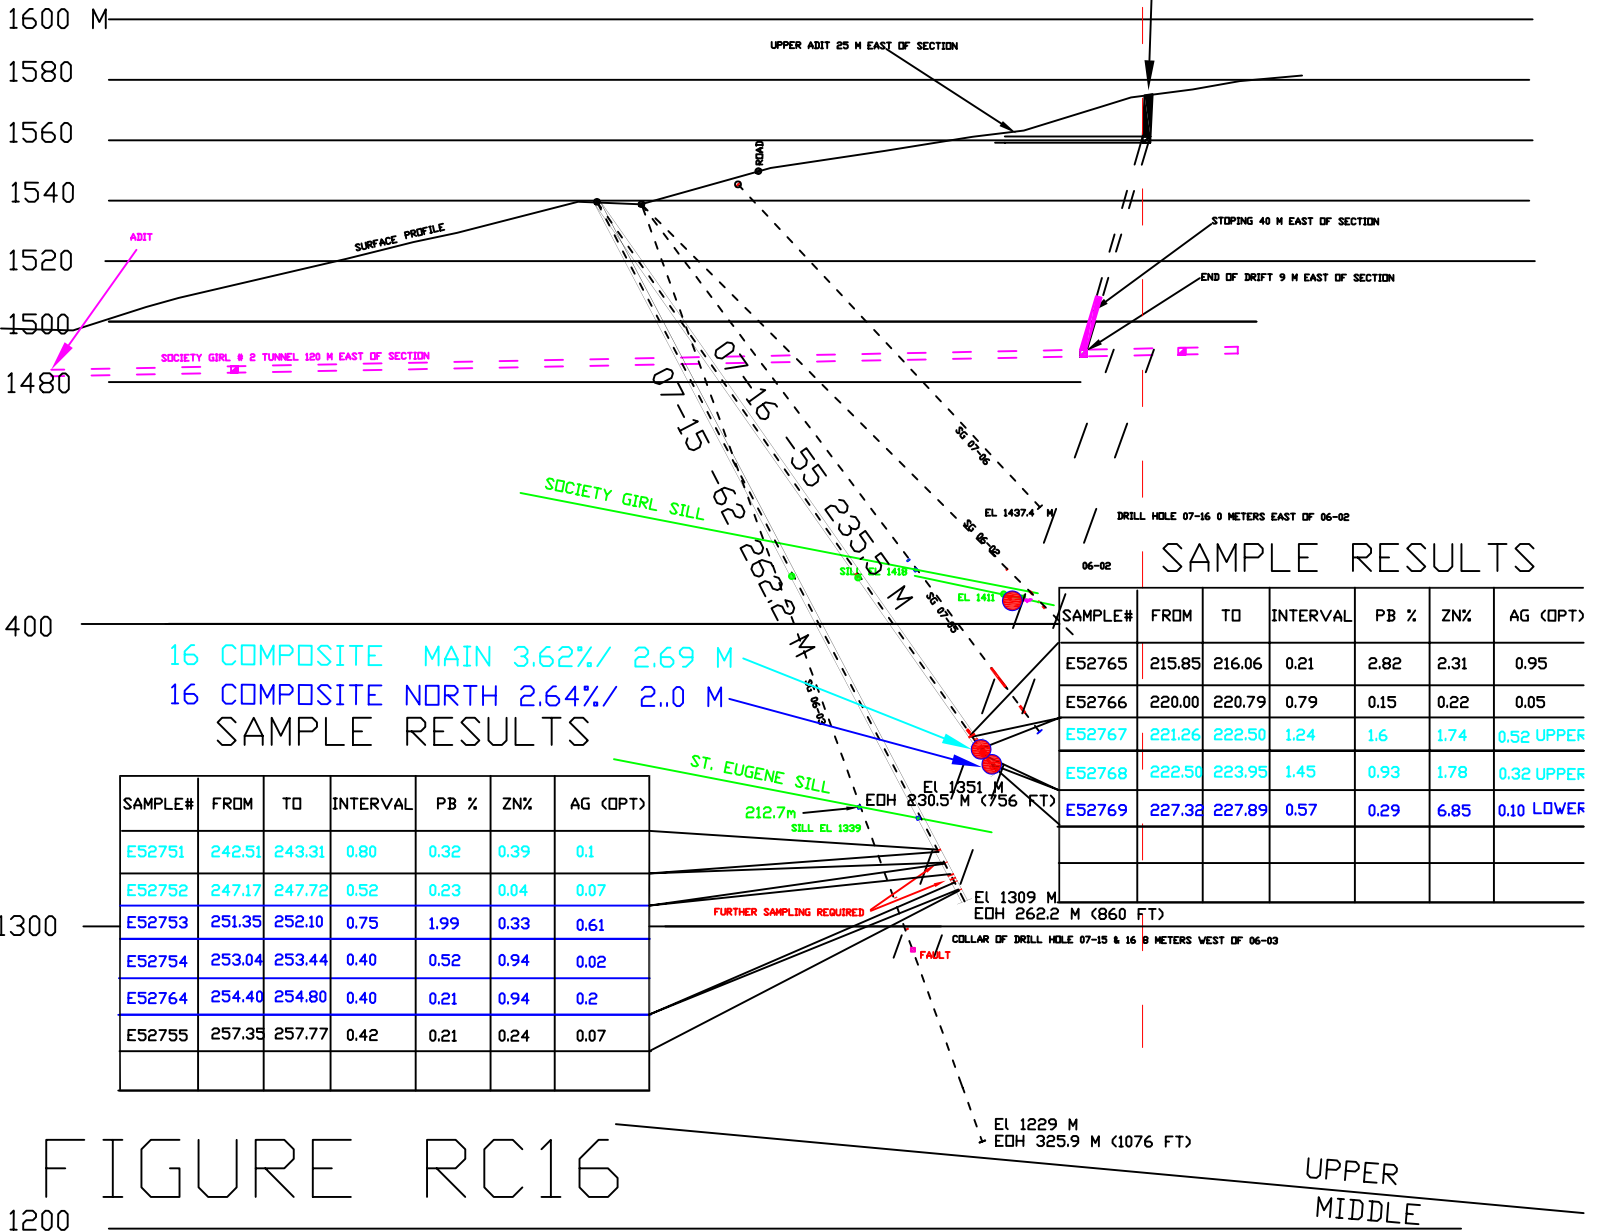 1600 M
UPPER ADIT 25 M EAST OF SECTION
1580
1560
ROAD
1540
STOPING 40 M EAST OF SECTION
ADIT
SURFACE PROFILE
1520
END OF DRIFT 9 M EAST OF SECTION
1500
SOCIETY GIRL # 2 TUNNEL 120 M EAST OF SECTION
1480
07-15 -62 262.2 M
07-16 -55 235.5 M
SG 07-06
SOCIETY GIRL SILL
EL 1437.4 M
DRILL HOLE 07-16 0 METERS EAST OF 06-02
SG 06-02
06-02
SILL EL 1418
EL 1411
SG 07-05
400
SAMPLE RESULTS
SAMPLE# FROM TO INTERVAL PB % ZN% AG (OPT)
E52765 215.85 216.06 0.21 2.82 2.31 0.95
E52766 220.00 220.79 0.79 0.15 0.22 0.05
E52767 221.26 222.50 1.24 1.6 1.74 0.52 UPPER
E52768 222.50 223.95 1.45 0.93 1.78 0.32 UPPER
E52769 227.32 227.89 0.57 0.29 6.85 0.10 LOWER
16 COMPOSITE MAIN 3.62%/ 2.69 M
16 COMPOSITE NORTH 2.64%/ 2..0 M
SG 06-03
SAMPLE RESULTS
SAMPLE# FROM TO INTERVAL PB % ZN% AG (OPT)
E52751 242.51 243.31 0.80 0.32 0.39 0.1
E52752 247.17 247.72 0.52 0.23 0.04 0.07
E52753 251.35 252.10 0.75 1.99 0.33 0.61
E52754 253.04 253.44 0.40 0.52 0.94 0.02
E52764 254.40 254.80 0.40 0.21 0.94 0.2
E52755 257.35 257.77 0.42 0.21 0.24 0.07
ST. EUGENE SILL
El 1351 M
EOH 230.5 M (756 FT)
212.7m
SILL EL 1339
FURTHER SAMPLING REQUIRED
El 1309 M
EOH 262.2 M (860 FT)
1300
COLLAR OF DRILL HOLE 07-15 & 16 8 METERS WEST OF 06-03
FAULT
El 1229 M
EOH 325.9 M (1076 FT)
FIGURE RC16
UPPER
MIDDLE
1200